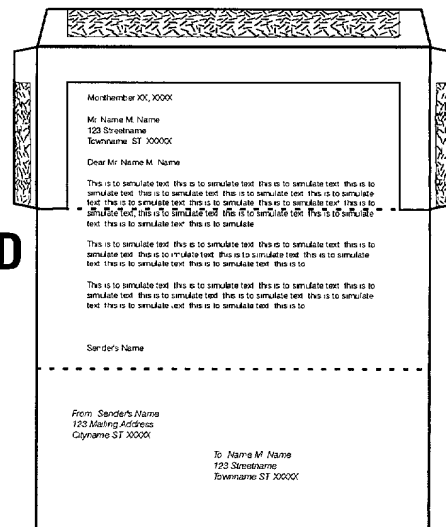 Monthember XX, XXXX
Mr Name M. Name
123 Streetname
Townname ST XXXXX
Dear Mr Name M. Name
This is to simulate text this is to simulate text this is to simulate text this is to
simulate text this is to simulate text this is to simulate text this is to simulate
text this is to simulate text this is to simulate this is to simulate text this is to
simulate text, this is to simulate text this is to simulate text this is to simulate
text this is to simulate text this is to simulate
D
This is to simulate text this is to simulate text this is to simulate text this is to
simulate text this is to simulate text this is to simulate text this is to simulate
text this is to simulate text this is to simulate text this is to
This is to simulate text this is to simulate text this is to simulate text this is to
simulate text this is to simulate text this is to simulate text this is to simulate
text this is to simulate text this is to simulate text this is to
Sender's Name
From Sender's Name
123 Mailing Address
Cityname ST XXXXX
To Name M. Name
123 Streetname
Townname ST XXXXX